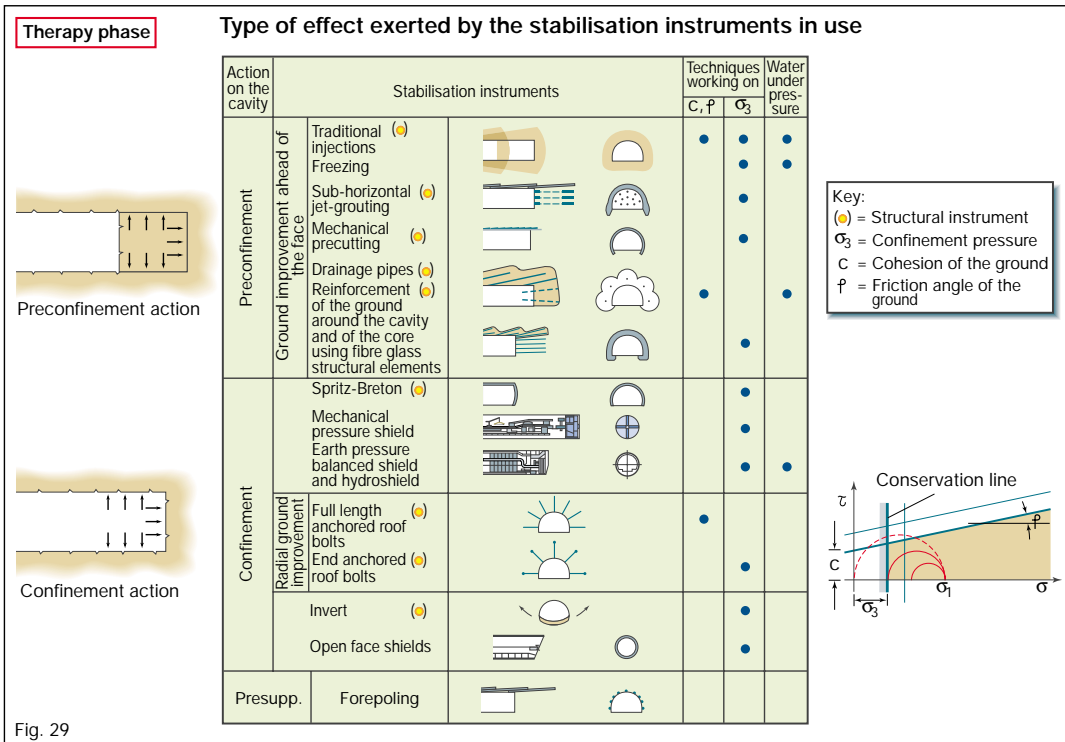 Therapy phase
Type of effect exerted by the stabilisation instruments in use
Action
on the
cavity
Stabilisation instruments
Techniques
working on
C, ϕ
σ3
Water
under
pres-
sure
Preconfinement
Ground improvement ahead of
the face
Traditional (●)
injections
Freezing
Sub-horizontal (●)
jet-grouting
Mechanical
precutting (●)
Drainage pipes (●)
Reinforcement (●)
of the ground
around the cavity
and of the core
using fibre glass
structural elements
Confinement
Spritz-Breton (●)
Mechanical
pressure shield
Earth pressure
balanced shield
and hydroshield
Radial ground
improvement
Full length (●)
anchored roof
bolts
End anchored (●)
roof bolts
Invert (●)
Open face shields
Presupp.
Forepoling
Preconfinement action
Confinement action
Key:
(●) = Structural instrument
σ3 = Confinement pressure
C = Cohesion of the ground
ϕ = Friction angle of the
ground
Conservation line
τ
ϕ
C
σ1
σ
σ3
Fig. 29